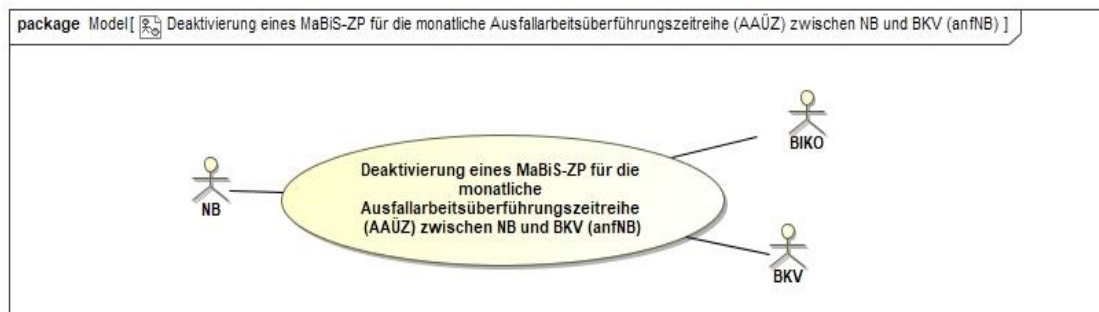 package Model[ Deaktivierung eines MaBiS-ZP für die monatliche Ausfallarbeitsüberführungszeitreihe (AAÜZ) zwischen NB und BKV (anfNB) ]
BIKO
Deaktivierung eines MaBiS-ZP für die
monatliche
Ausfallarbeitsüberführungszeitreihe
(AAÜZ) zwischen NB und BKV (anfNB)
NB
BKV